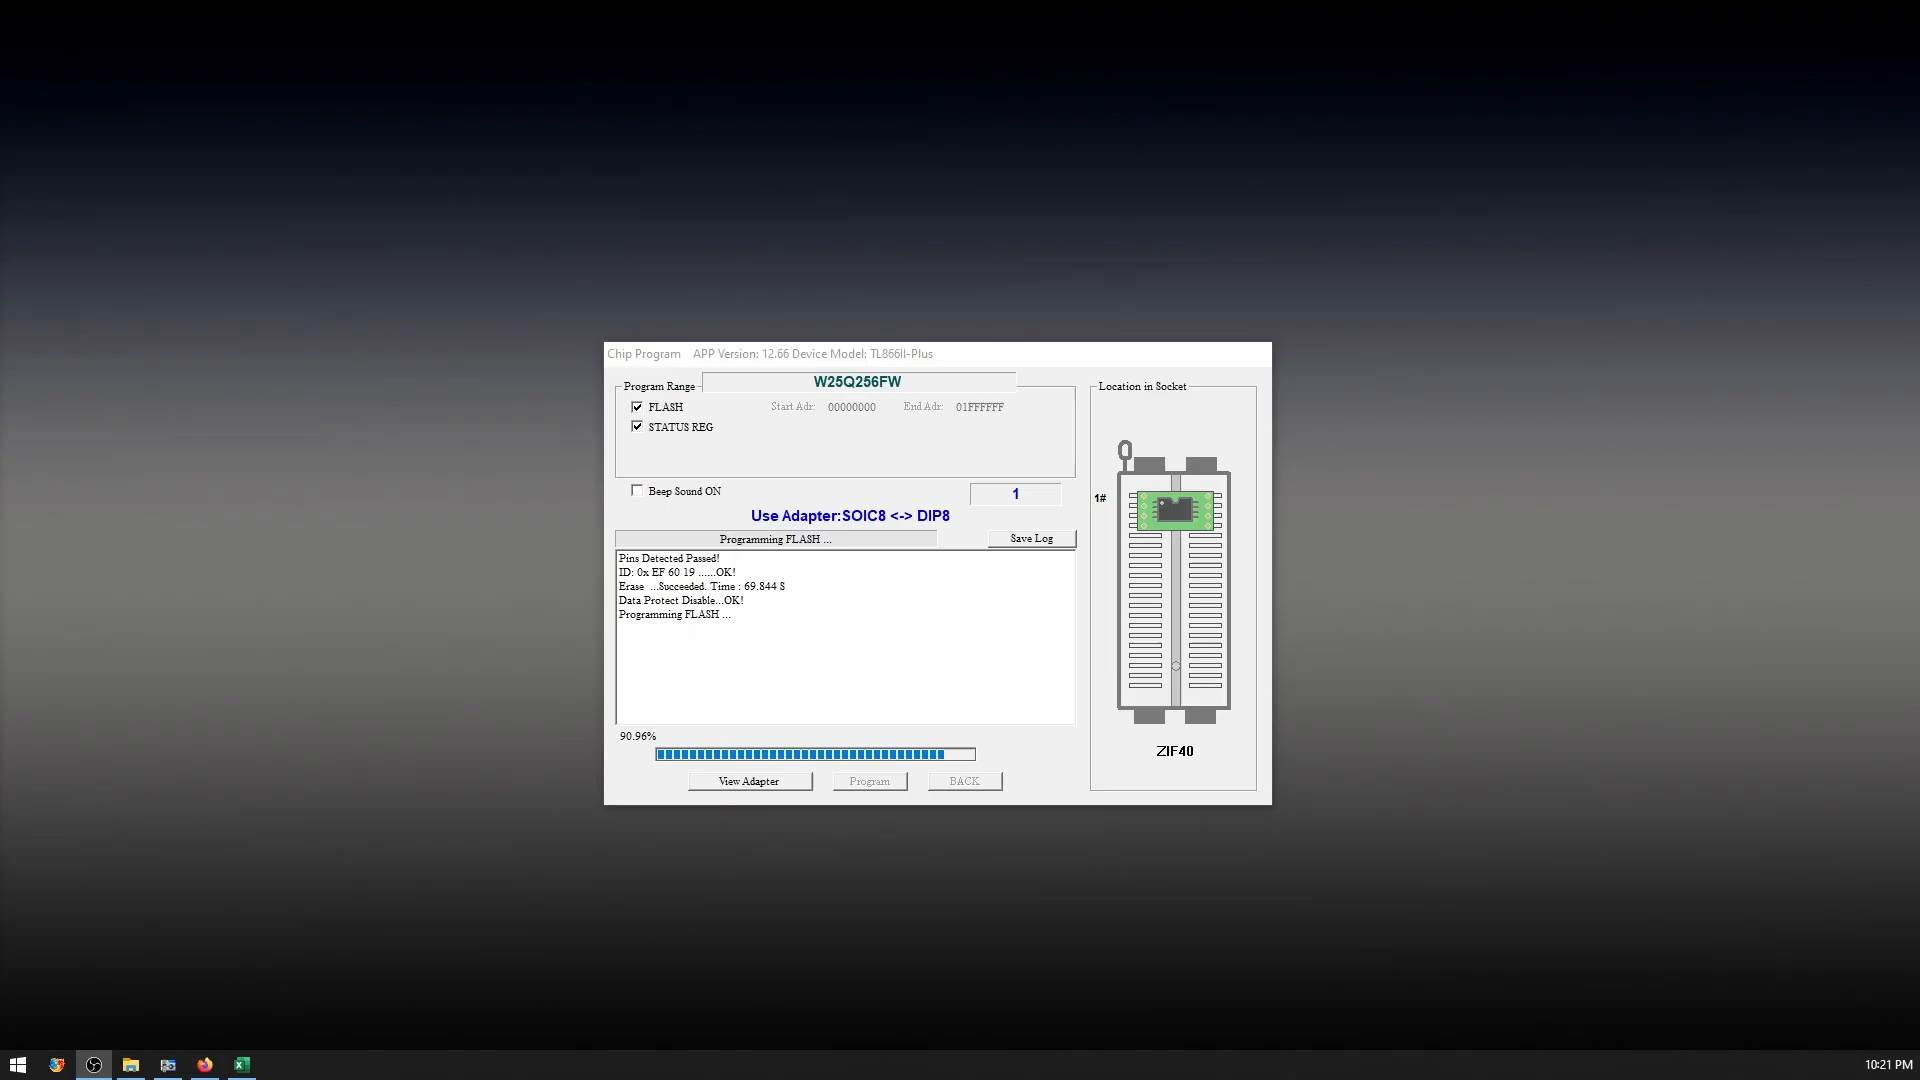 Chip Program    APP Version: 12.66 Device Model: TL866II-Plus
Program Range
W25Q256FW
Location in Socket
FLASH
Start Adr: 00000000
End Adr: 01FFFFFF
STATUS REG
Beep Sound ON
1
1#
Use Adapter:SOIC8 <-> DIP8
Programming FLASH ...
Save Log
Pins Detected Passed!
ID: 0x EF 60 19 ......OK!
Erase  ...Succeeded. Time : 69.844 S
Data Protect Disable...OK!
Programming FLASH ...
90.96%
ZIF40
View Adapter
Program
BACK
10:21 PM